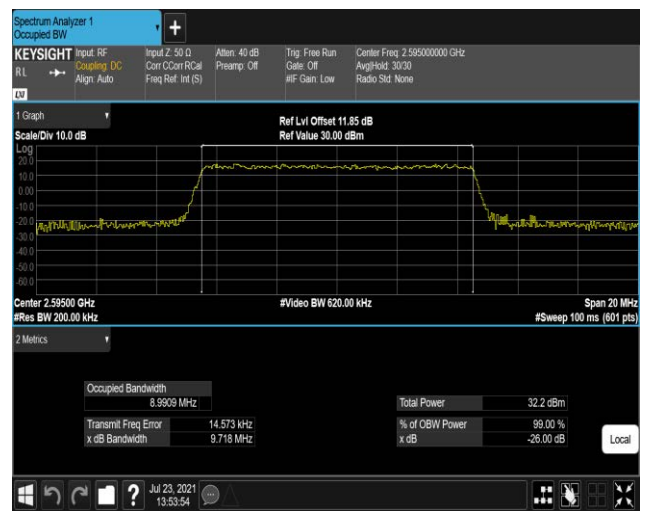 Spectrum Analyzer 1
Occupied BW
+
KEYSIGHT Input: RF Input Z: 50 Ω Atten: 40 dB Trig: Free Run Center Freq: 2.595000000 GHz
RL Coupling: DC Corr CCorr RCal Preamp: Off Gate: Off Avg|Hold: 30/30
Align: Auto Freq Ref: Int (S) #IF Gain: Low Radio Std: None
LXI
1 Graph
Ref Lvl Offset 11.85 dB
Scale/Div 10.0 dB Ref Value 30.00 dBm
Log
20.0
10.0
0.00
-10.0
-20.0
-30.0
-40.0
-50.0
-60.0
Center 2.59500 GHz #Video BW 620.00 kHz Span 20 MHz
#Res BW 200.00 kHz #Sweep 100 ms (601 pts)
2 Metrics
Occupied Bandwidth
8.9909 MHz Total Power 32.2 dBm
Transmit Freq Error 14.573 kHz % of OBW Power 99.00 %
x dB Bandwidth 9.718 MHz x dB -26.00 dB
Local
? Jul 23, 2021
13:53:54